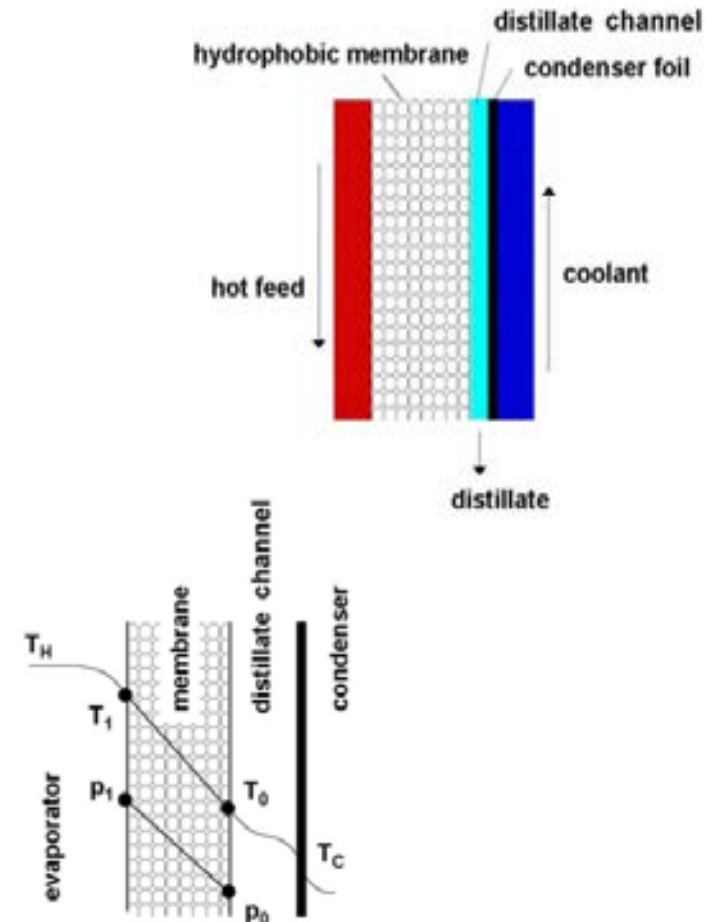 distillate channel
hydrophobic membrane
condenser foil
hot feed
coolant
distillate
membrane
distillate channel
condenser
T_H
T_1
p_1
T_0
T_C
p_0
evaporator